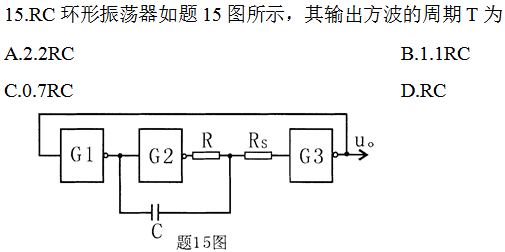 15.RC 环形振荡器如题 15 图所示，其输出方波的周期 T 为
A.2.2RC B.1.1RC
C.0.7RC D.RC
G1 G2 R Rs G3 uo
C
题15图